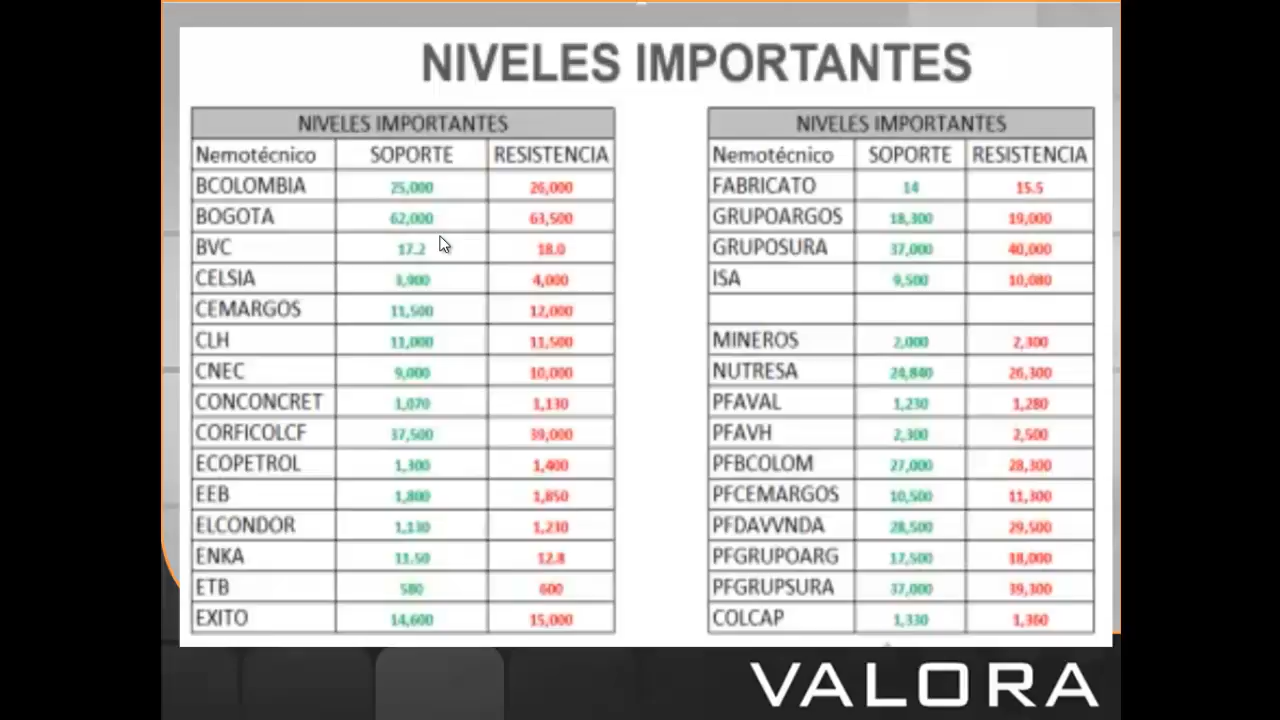 NIVELES IMPORTANTES
NIVELES IMPORTANTES
Nemotécnico SOPORTE RESISTENCIA
BCOLOMBIA 25,000 26,000
BOGOTA 62,000 63,500
BVC 17.2 18.0
CELSIA 3,900 4,000
CEMARGOS 11,500 12,000
CLH 11,000 11,500
CNEC 9,000 10,000
CONCONCRET 1,070 1,130
CORFICOLCF 37,500 39,000
ECOPETROL 1,300 1,400
EEB 1,800 1,850
ELCONDOR 1,130 1,230
ENKA 11.50 12.8
ETB 580 600
EXITO 14,600 15,000
NIVELES IMPORTANTES
Nemotécnico SOPORTE RESISTENCIA
FABRICATO 14 15.5
GRUPOARGOS 18,300 19,000
GRUPOSURA 37,000 40,000
ISA 9,500 10,080
MINEROS 2,000 2,300
NUTRESA 24,840 26,300
PFAVAL 1,230 1,280
PFAVH 2,300 2,500
PFBCOLOM 27,000 28,300
PFCEMARGOS 10,500 11,300
PFDAVVNDA 28,500 29,500
PFGRUPOARG 17,500 18,000
PFGRUPSURA 37,000 39,300
COLCAP 1,330 1,360
VALORA